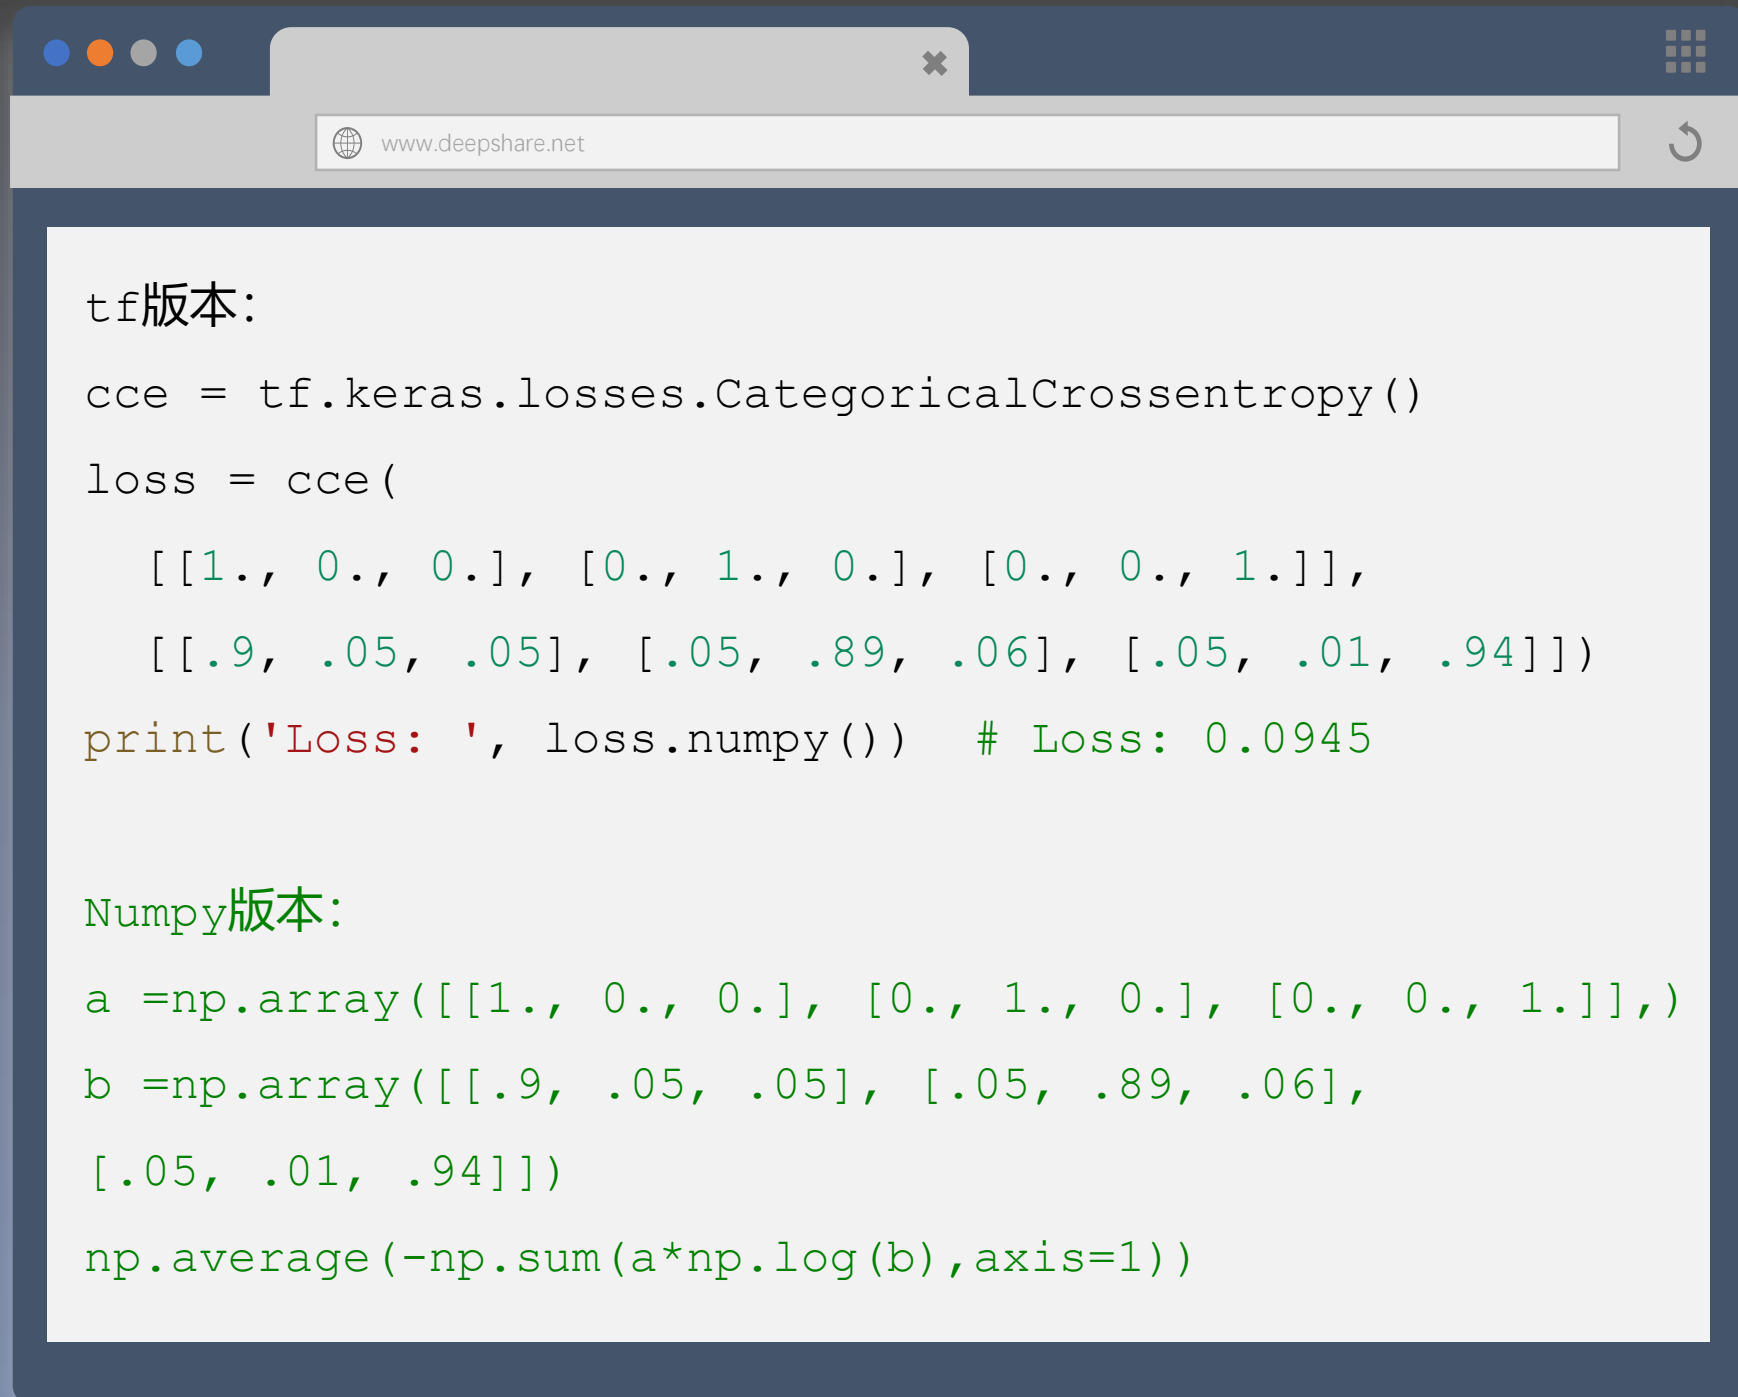 www.deepshare.net
tf版本：
cce = tf.keras.losses.CategoricalCrossentropy()
loss = cce(
[[1., 0., 0.], [0., 1., 0.], [0., 0., 1.]],
[[.9, .05, .05], [.05, .89, .06], [.05, .01, .94]])
print('Loss: ', loss.numpy())  # Loss: 0.0945
Numpy版本：
a =np.array([[1., 0., 0.], [0., 1., 0.], [0., 0., 1.]],)
b =np.array([[.9, .05, .05], [.05, .89, .06],
[.05, .01, .94]])
np.average(-np.sum(a*np.log(b),axis=1))